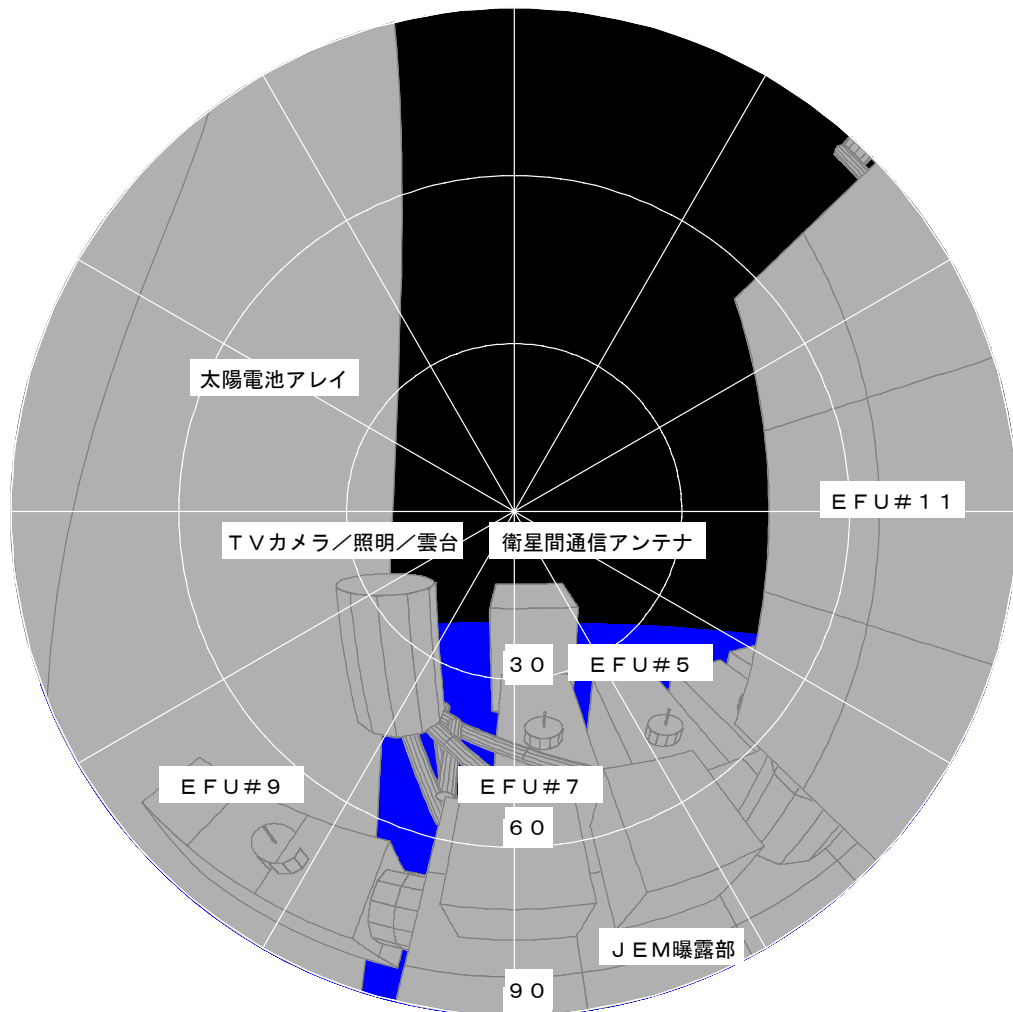 太陽電池アレイ
ＥＦＵ＃１１
ＴＶカメラ／照明／雲台
衛星間通信アンテナ
３０
ＥＦＵ＃５
ＥＦＵ＃９
ＥＦＵ＃７
６０
ＪＥＭ曝露部
９０